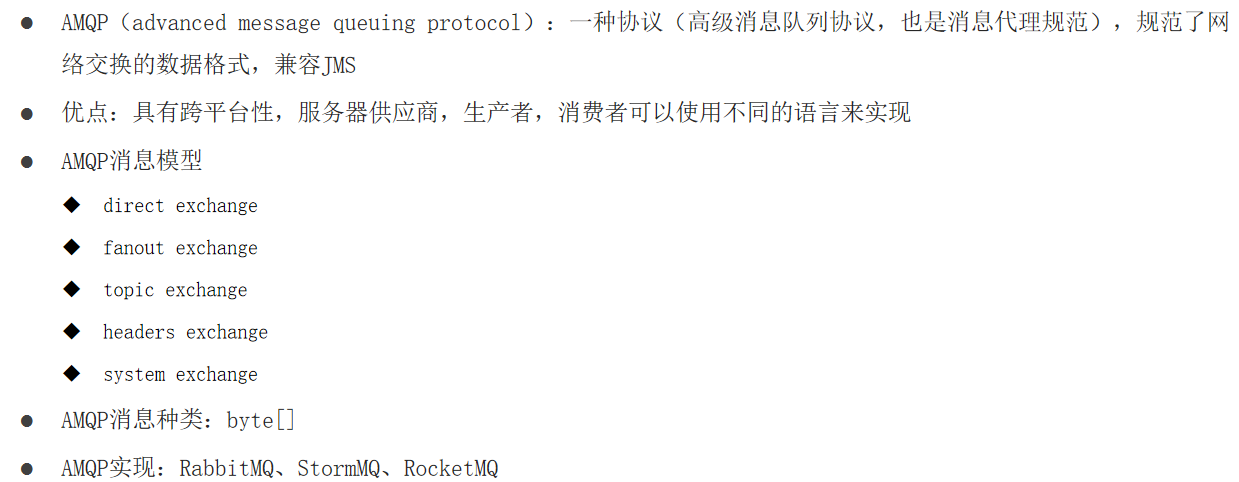 ● AMQP（advanced message queuing protocol）：一种协议（高级消息队列协议，也是消息代理规范），规范了网
络交换的数据格式，兼容JMS
● 优点：具有跨平台性，服务器供应商，生产者，消费者可以使用不同的语言来实现
● AMQP消息模型
◆ direct exchange
◆ fanout exchange
◆ topic exchange
◆ headers exchange
◆ system exchange
● AMQP消息种类：byte[]
● AMQP实现：RabbitMQ、StormMQ、RocketMQ